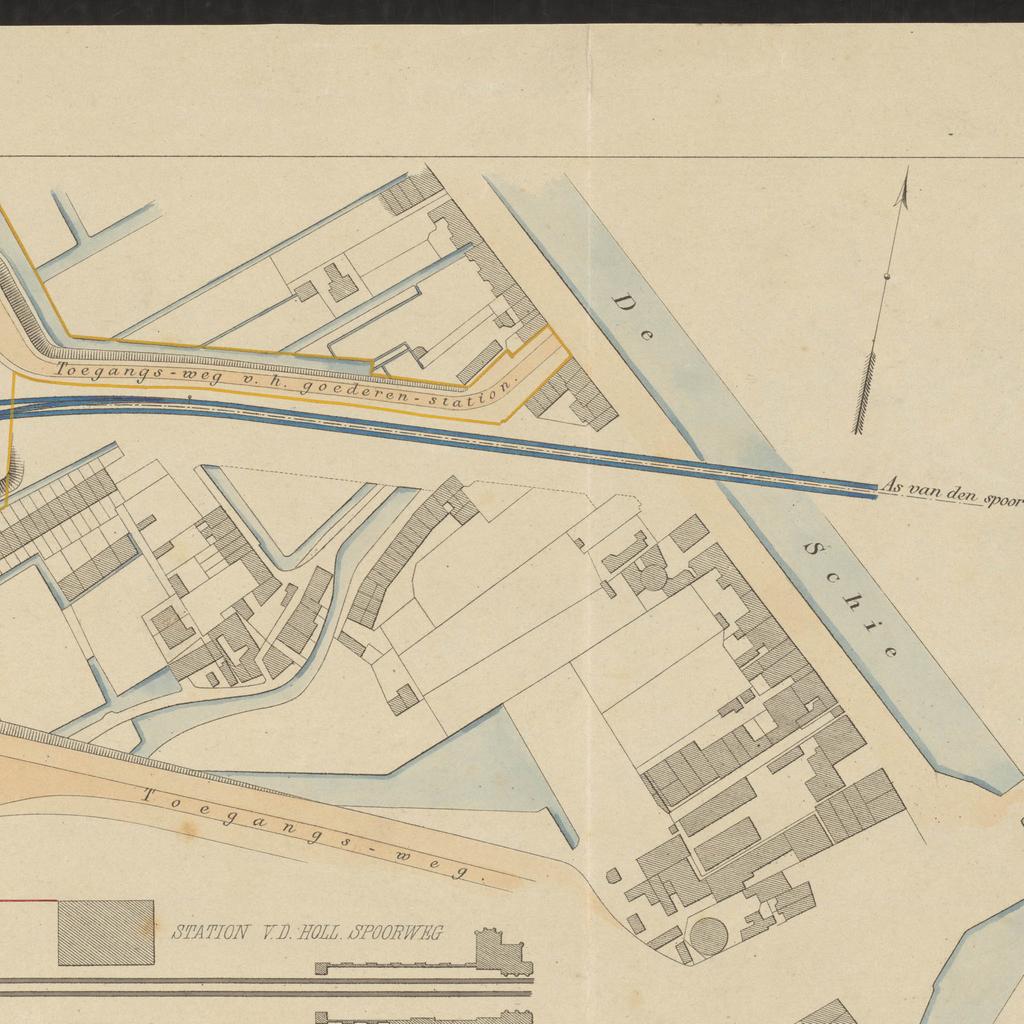 De
Toegangs-weg v. h. goederen-station.
As van den spoor
Schie
Toegangs-weg.
STATION V.D. HOLL. SPOORWEG